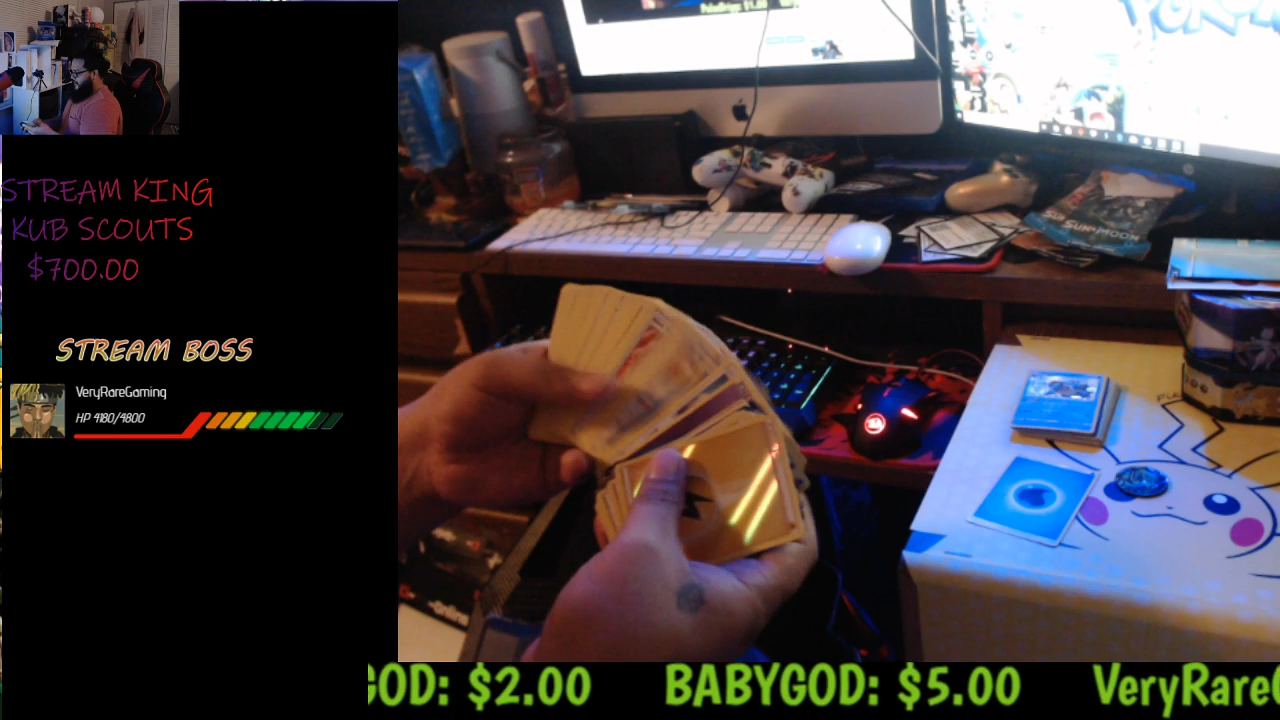 STREAM KING
KUB SCOUTS
$700.00
STREAM BOSS
VeryRareGaming
HP 4180/4800
SUN & MOON
GOD: $2.00 BABYGOD: $5.00 VeryRare